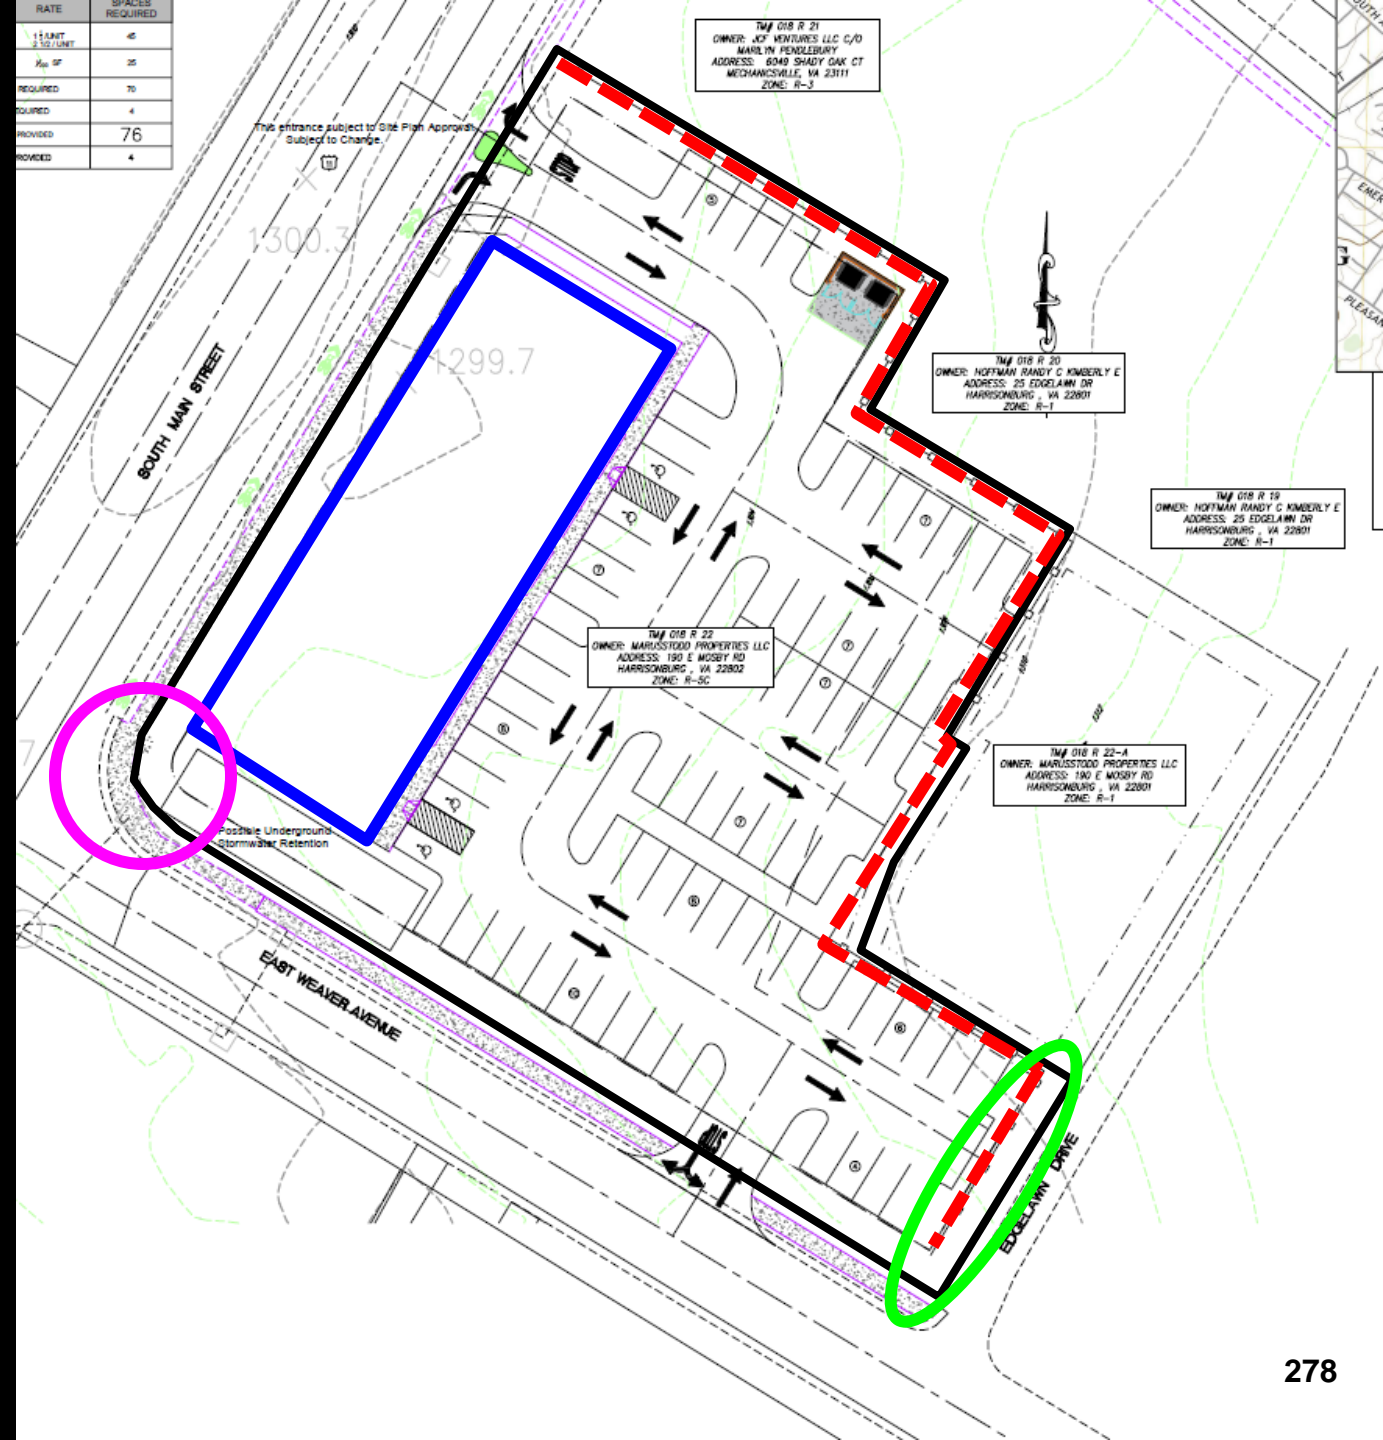 RATE
SPACES
REQUIRED
2 1/2 / UNIT
45
SF
25
REQUIRED
70
4
PROVIDED
76
4
TM# 018 R 21
OWNER: JCF VENTURES LLC C/O
MARILYN PENDLEBURY
ADDRESS: 6049 SHADY OAK CT
MECHANICSVILLE, VA 23111
ZONE: R-3
This entrance subject to Site Plan Approval.
Subject to Change.
11
1300.3
1299.7
SOUTH MAIN STREET
TM# 018 R 20
OWNER: HOFFMAN RANDY C KIMBERLY E
ADDRESS: 25 EDGELAWN DR
HARRISONBURG , VA 22801
ZONE: R-1
TM# 018 R 19
OWNER: HOFFMAN RANDY C KIMBERLY E
ADDRESS: 25 EDGELAWN DR
HARRISONBURG , VA 22801
ZONE: R-1
TM# 018 R 22
OWNER: MARUSSTODD PROPERTIES LLC
ADDRESS: 190 E MOSBY RD
HARRISONBURG , VA 22802
ZONE: R-5C
TM# 018 R 22-A
OWNER: MARUSSTODD PROPERTIES LLC
ADDRESS: 190 E MOSBY RD
HARRISONBURG , VA 22801
ZONE: R-1
Possible Underground
Stormwater Retention
EAST WEAVER AVENUE
EDGELAWN DRIVE
PLEASAN
EMER
278